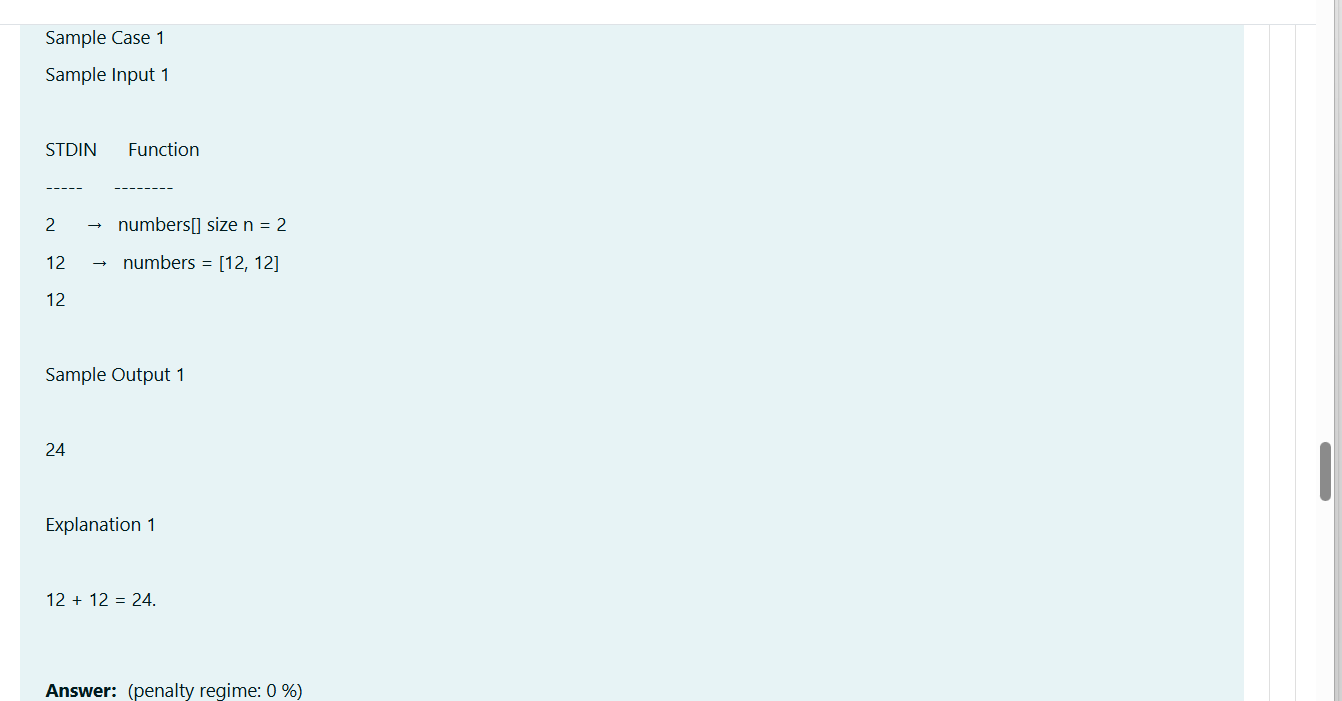 Sample Case 1
Sample Input 1
STDIN Function
----- --------
2 → numbers[] size n = 2
12 → numbers = [12, 12]
12
Sample Output 1
24
Explanation 1
12 + 12 = 24.
Answer: (penalty regime: 0 %)